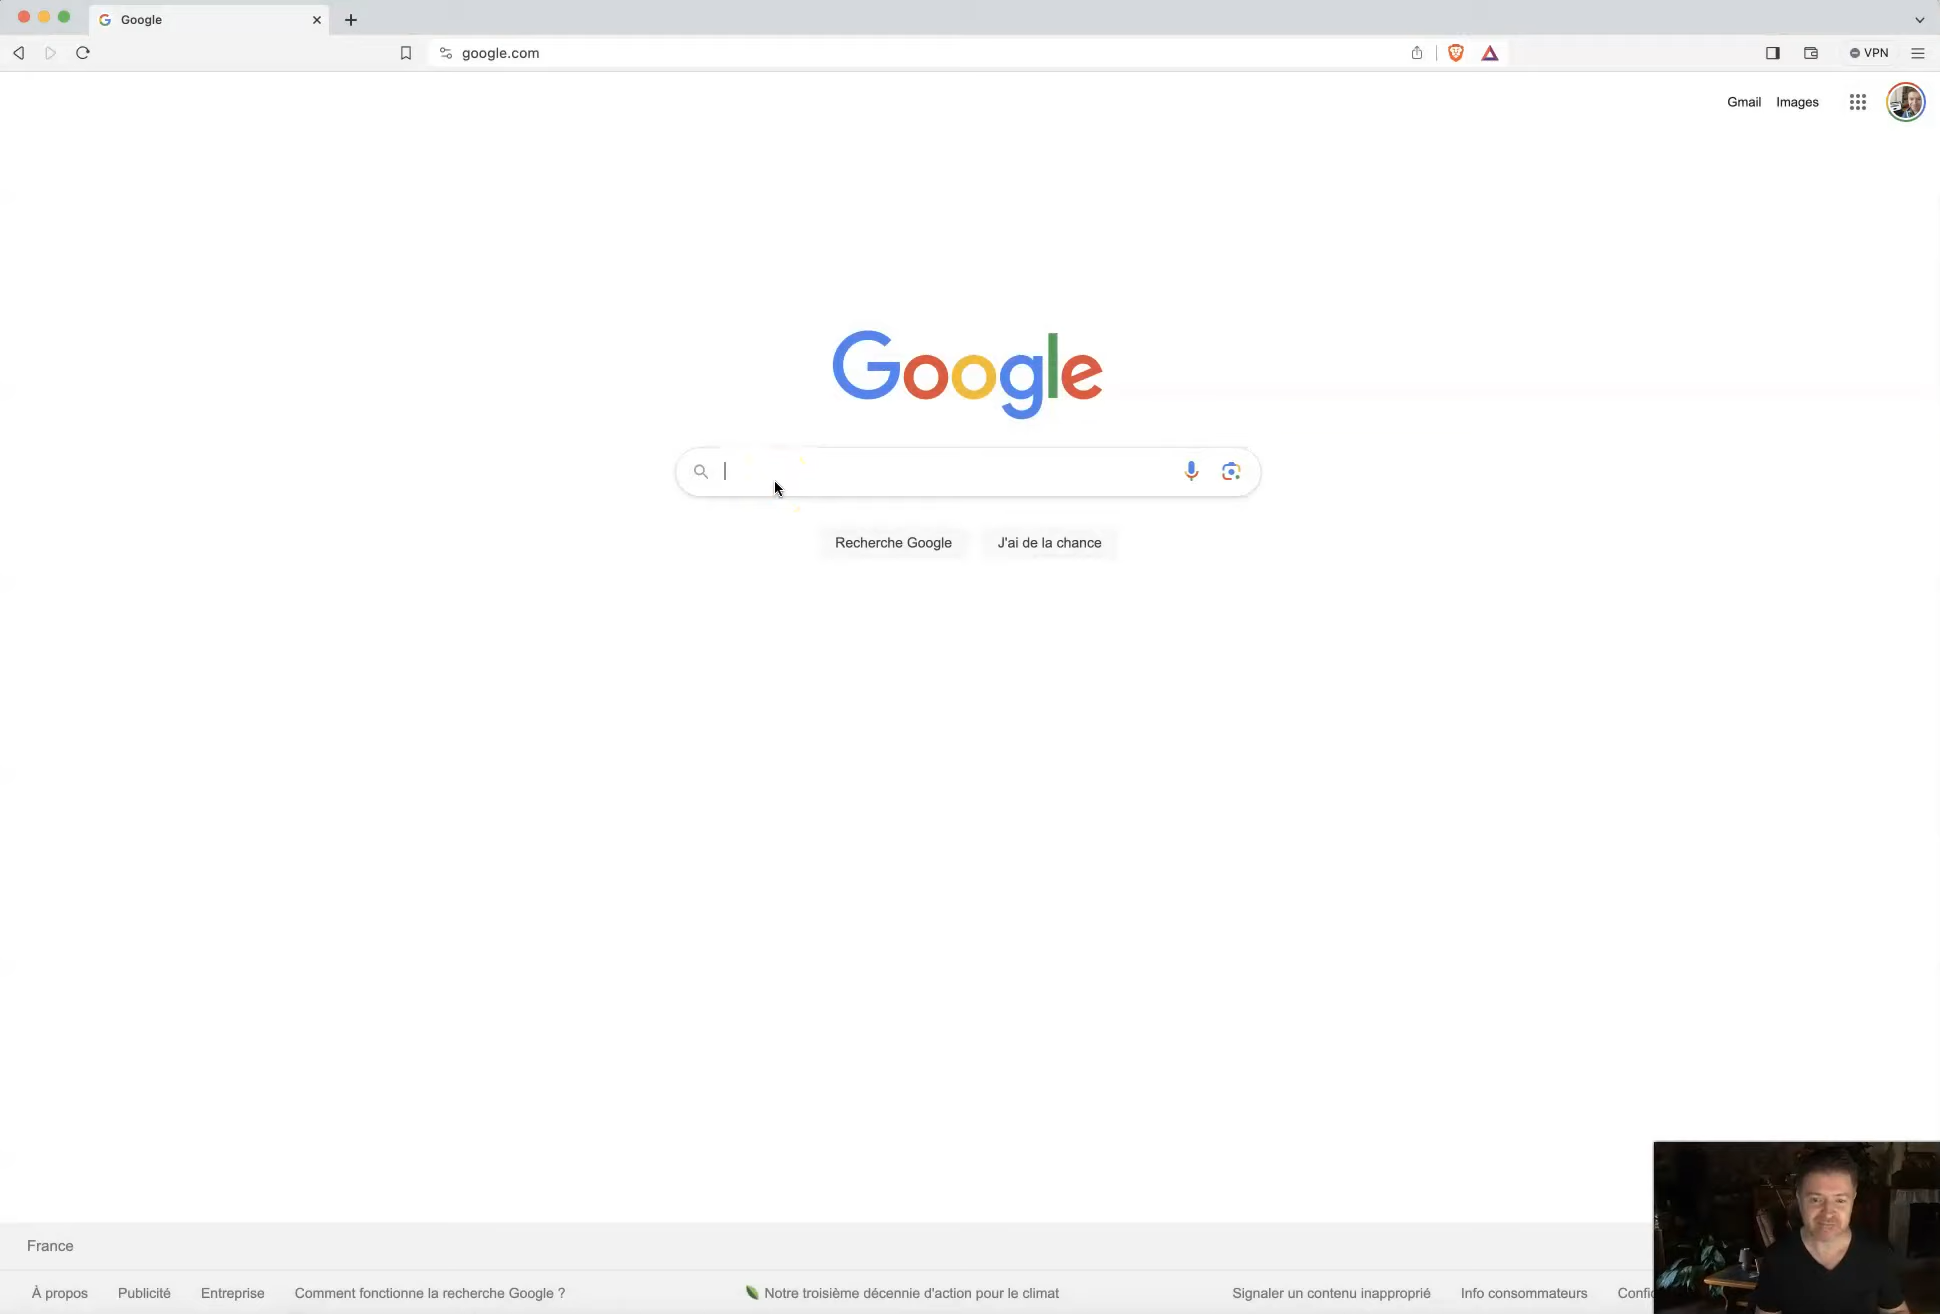 Google
google.com
VPN
Gmail Images
Google
Recherche Google J'ai de la chance
France
À propos Publicité Entreprise Comment fonctionne la recherche Google ? Notre troisième décennie d'action pour le climat Signaler un contenu inapproprié Info consommateurs Confi